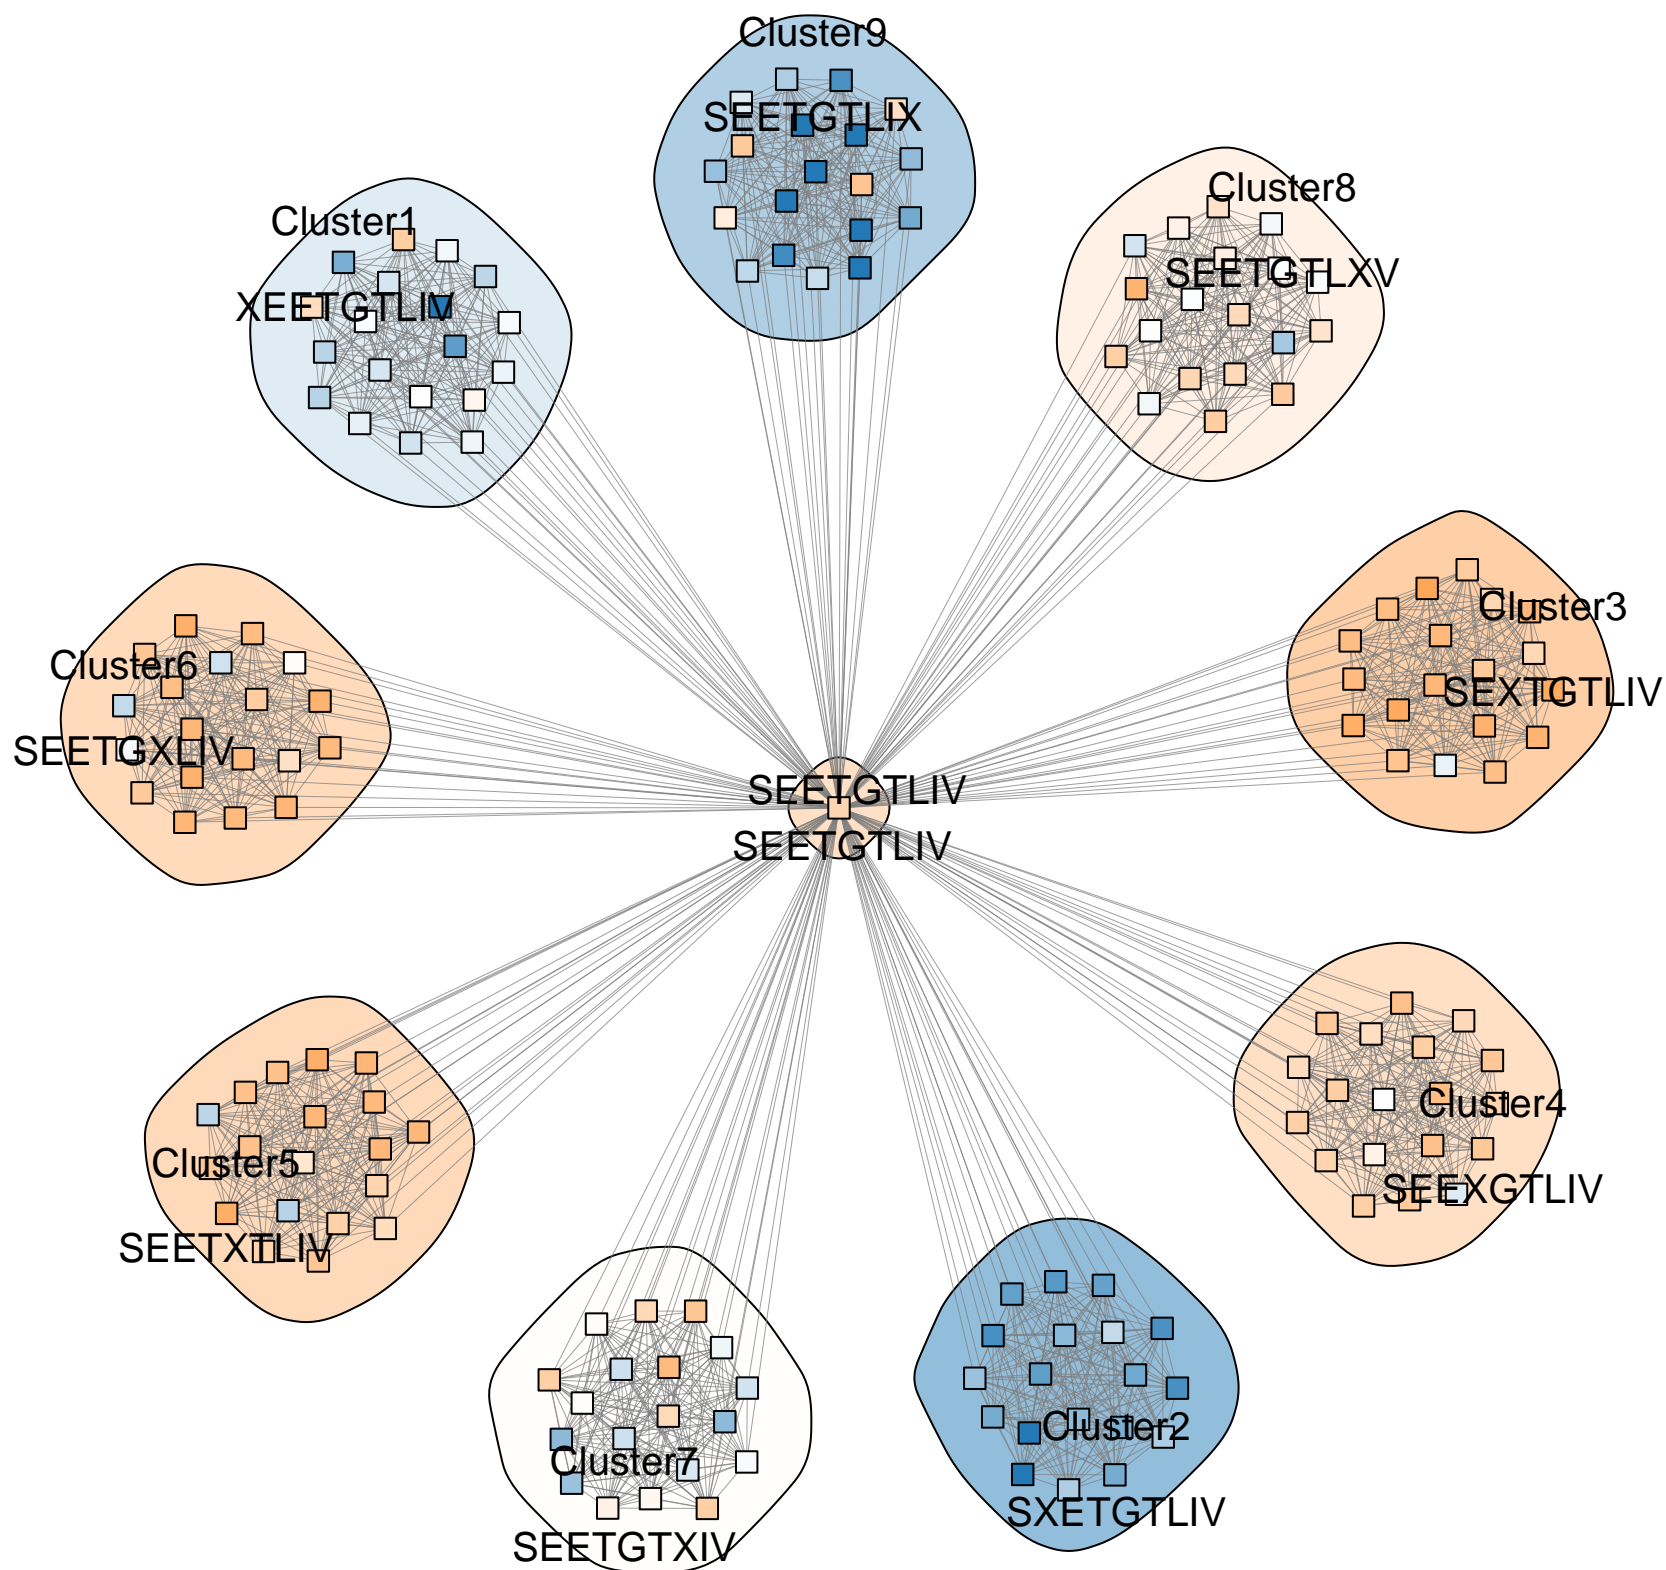 Cluster9
SEETGTLIX
Cluster8
SEETGTLXV
Cluster1
XEETGTLIV
Cluster3
SEXTGTLIV
Cluster6
SEETGXLIV
SEETGTLIV
SEETGTLIV
Cluster4
SEEXGTLIV
Cluster5
SEETXTLIV
Cluster2
SXETGTLIV
Cluster7
SEETGTXIV